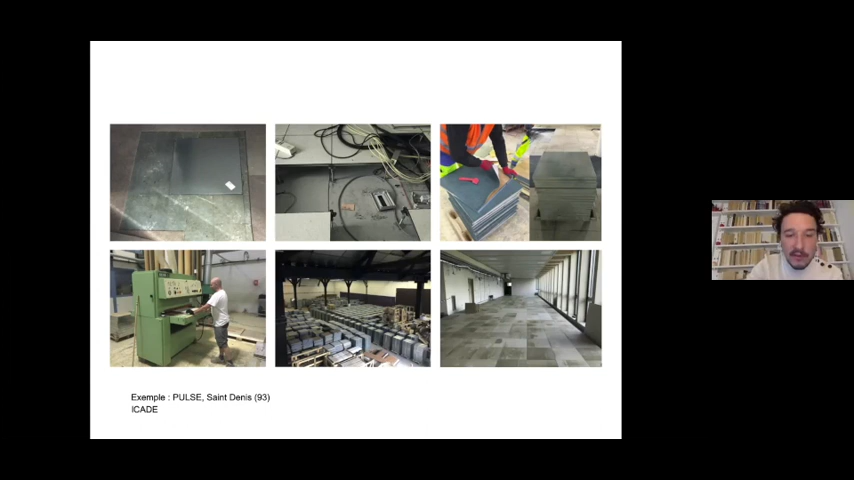 Exemple : PULSE, Saint Denis (93)
ICADE